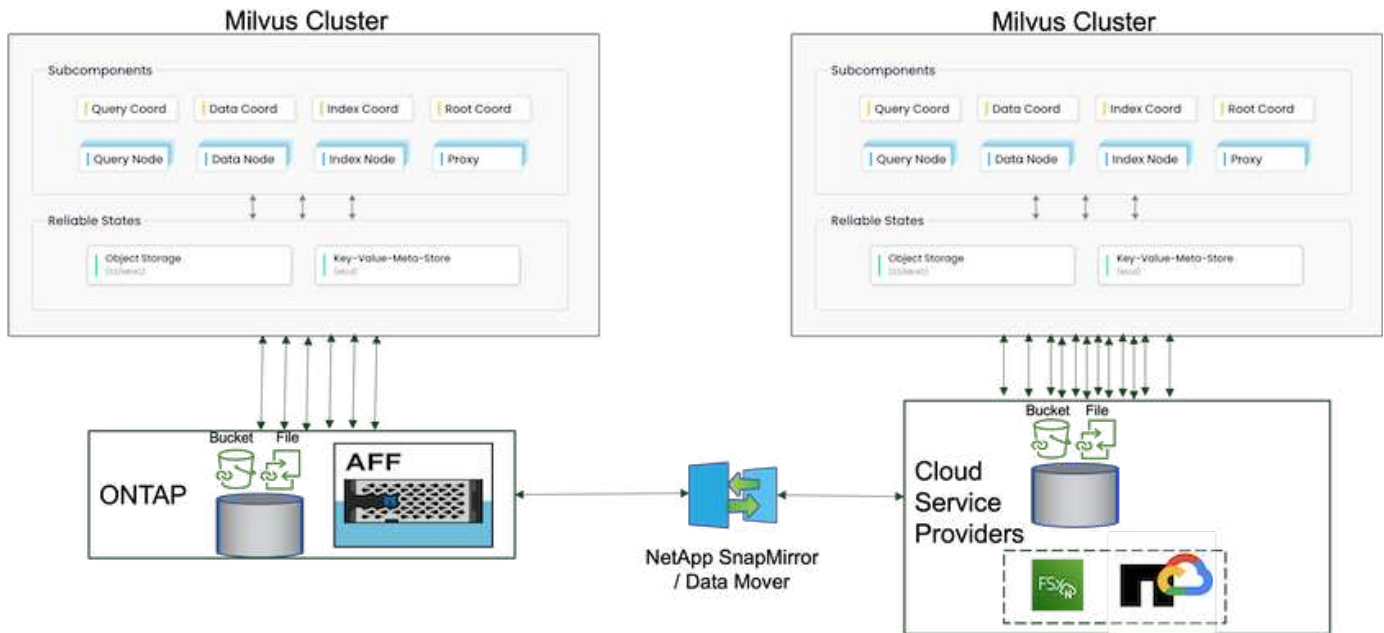 Milvus Cluster
Subcomponents
Query Coord
Data Coord
Index Coord
Root Coord
Query Node
Data Node
Index Node
Proxy
Reliable States
Object Storage
Key-Value-Meta-Store
Bucket
File
ONTAP
AFF
NetApp SnapMirror
/ Data Mover
Milvus Cluster
Subcomponents
Query Coord
Data Coord
Index Coord
Root Coord
Query Node
Data Node
Index Node
Proxy
Reliable States
Object Storage
Key-Value-Meta-Store
Bucket
File
Cloud
Service
Providers
FSx
N